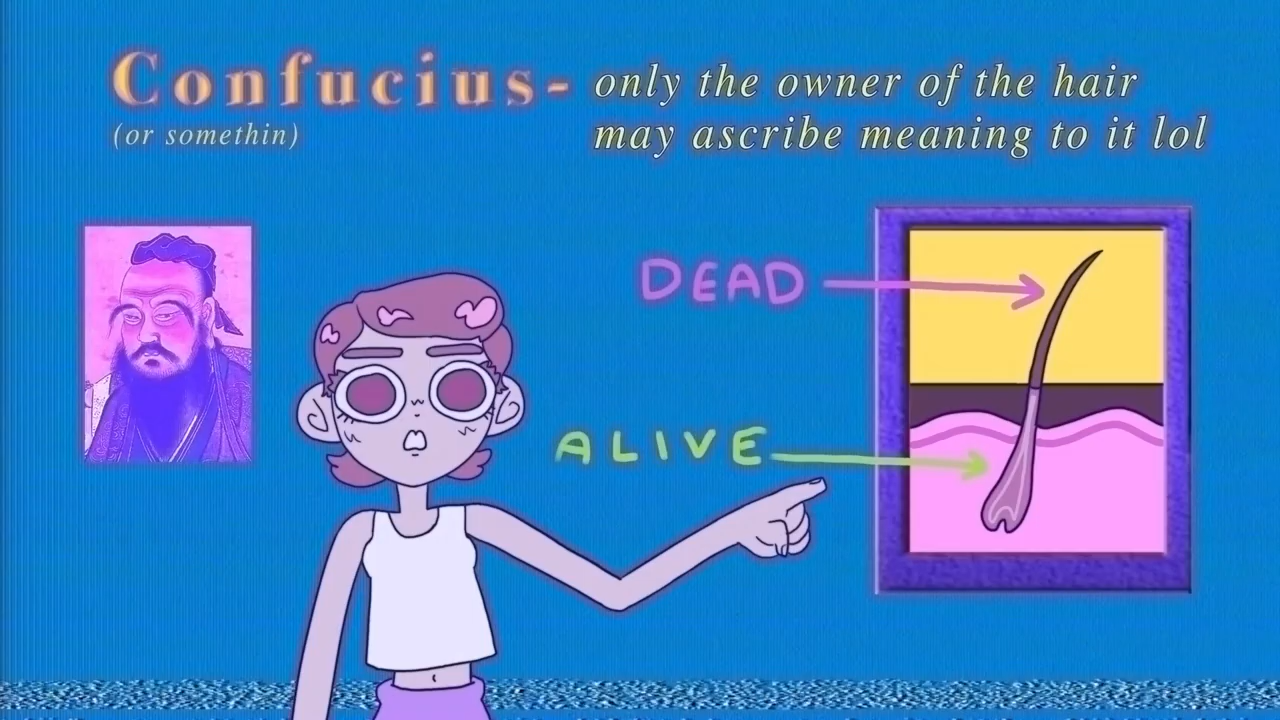 Confucius-
(or somethin)
only the owner of the hair
may ascribe meaning to it lol
DEAD
ALIVE